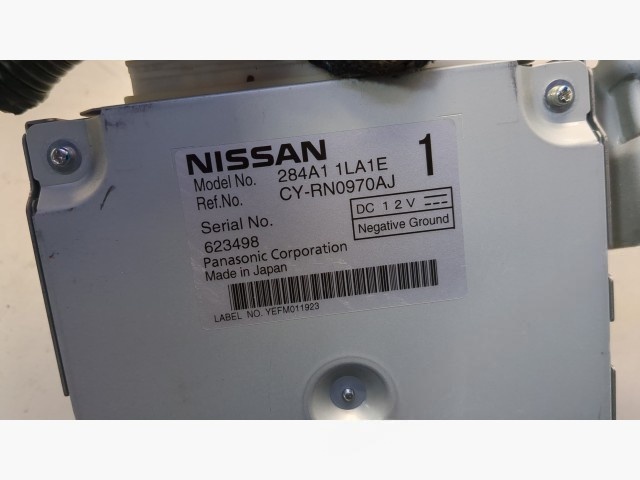 NISSAN 1
Model No. 284A1 1LA1E
Ref.No. CY-RN0970AJ
DC 12V
Serial No.
Negative Ground
623498
Panasonic Corporation
Made in Japan
LABEL NO. YEFM011923